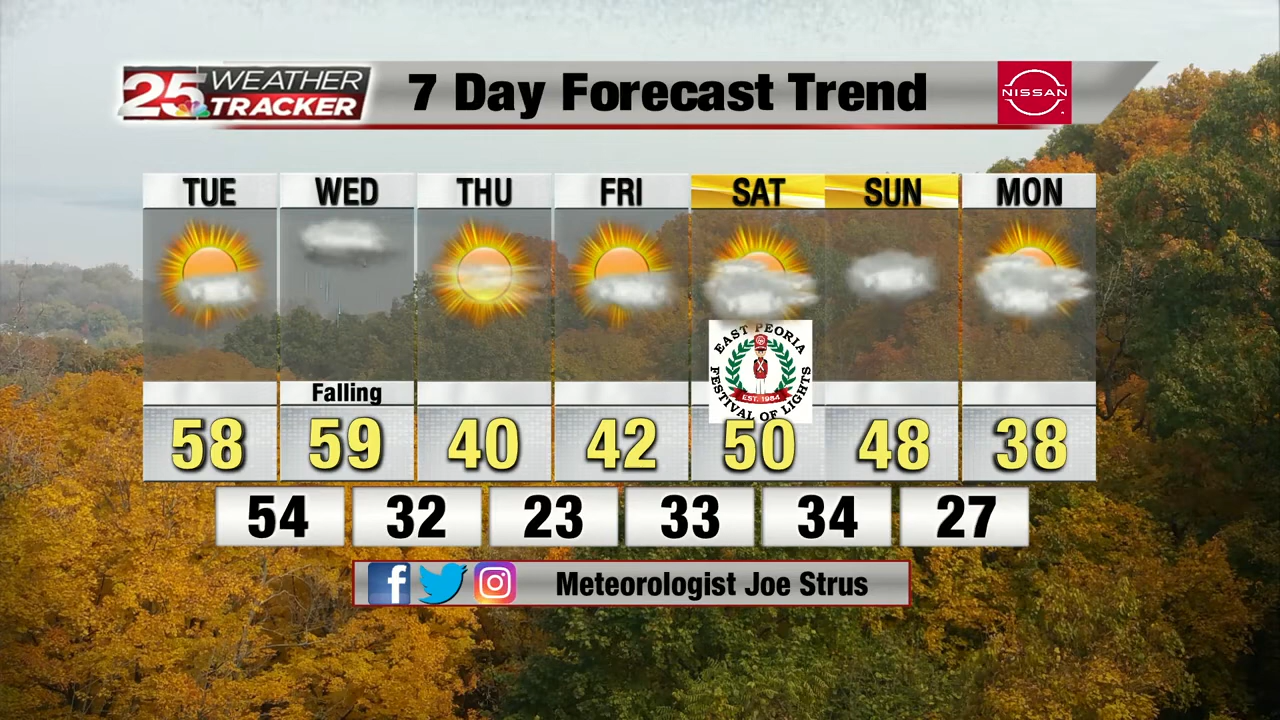 25 WEATHER TRACKER
7 Day Forecast Trend
NISSAN
TUE WED THU FRI SAT SUN MON
EAST PEORIA FESTIVAL OF LIGHTS
EST. 1984
Falling
58 59 40 42 50 48 38
54 32 23 33 34 27
Meteorologist Joe Strus